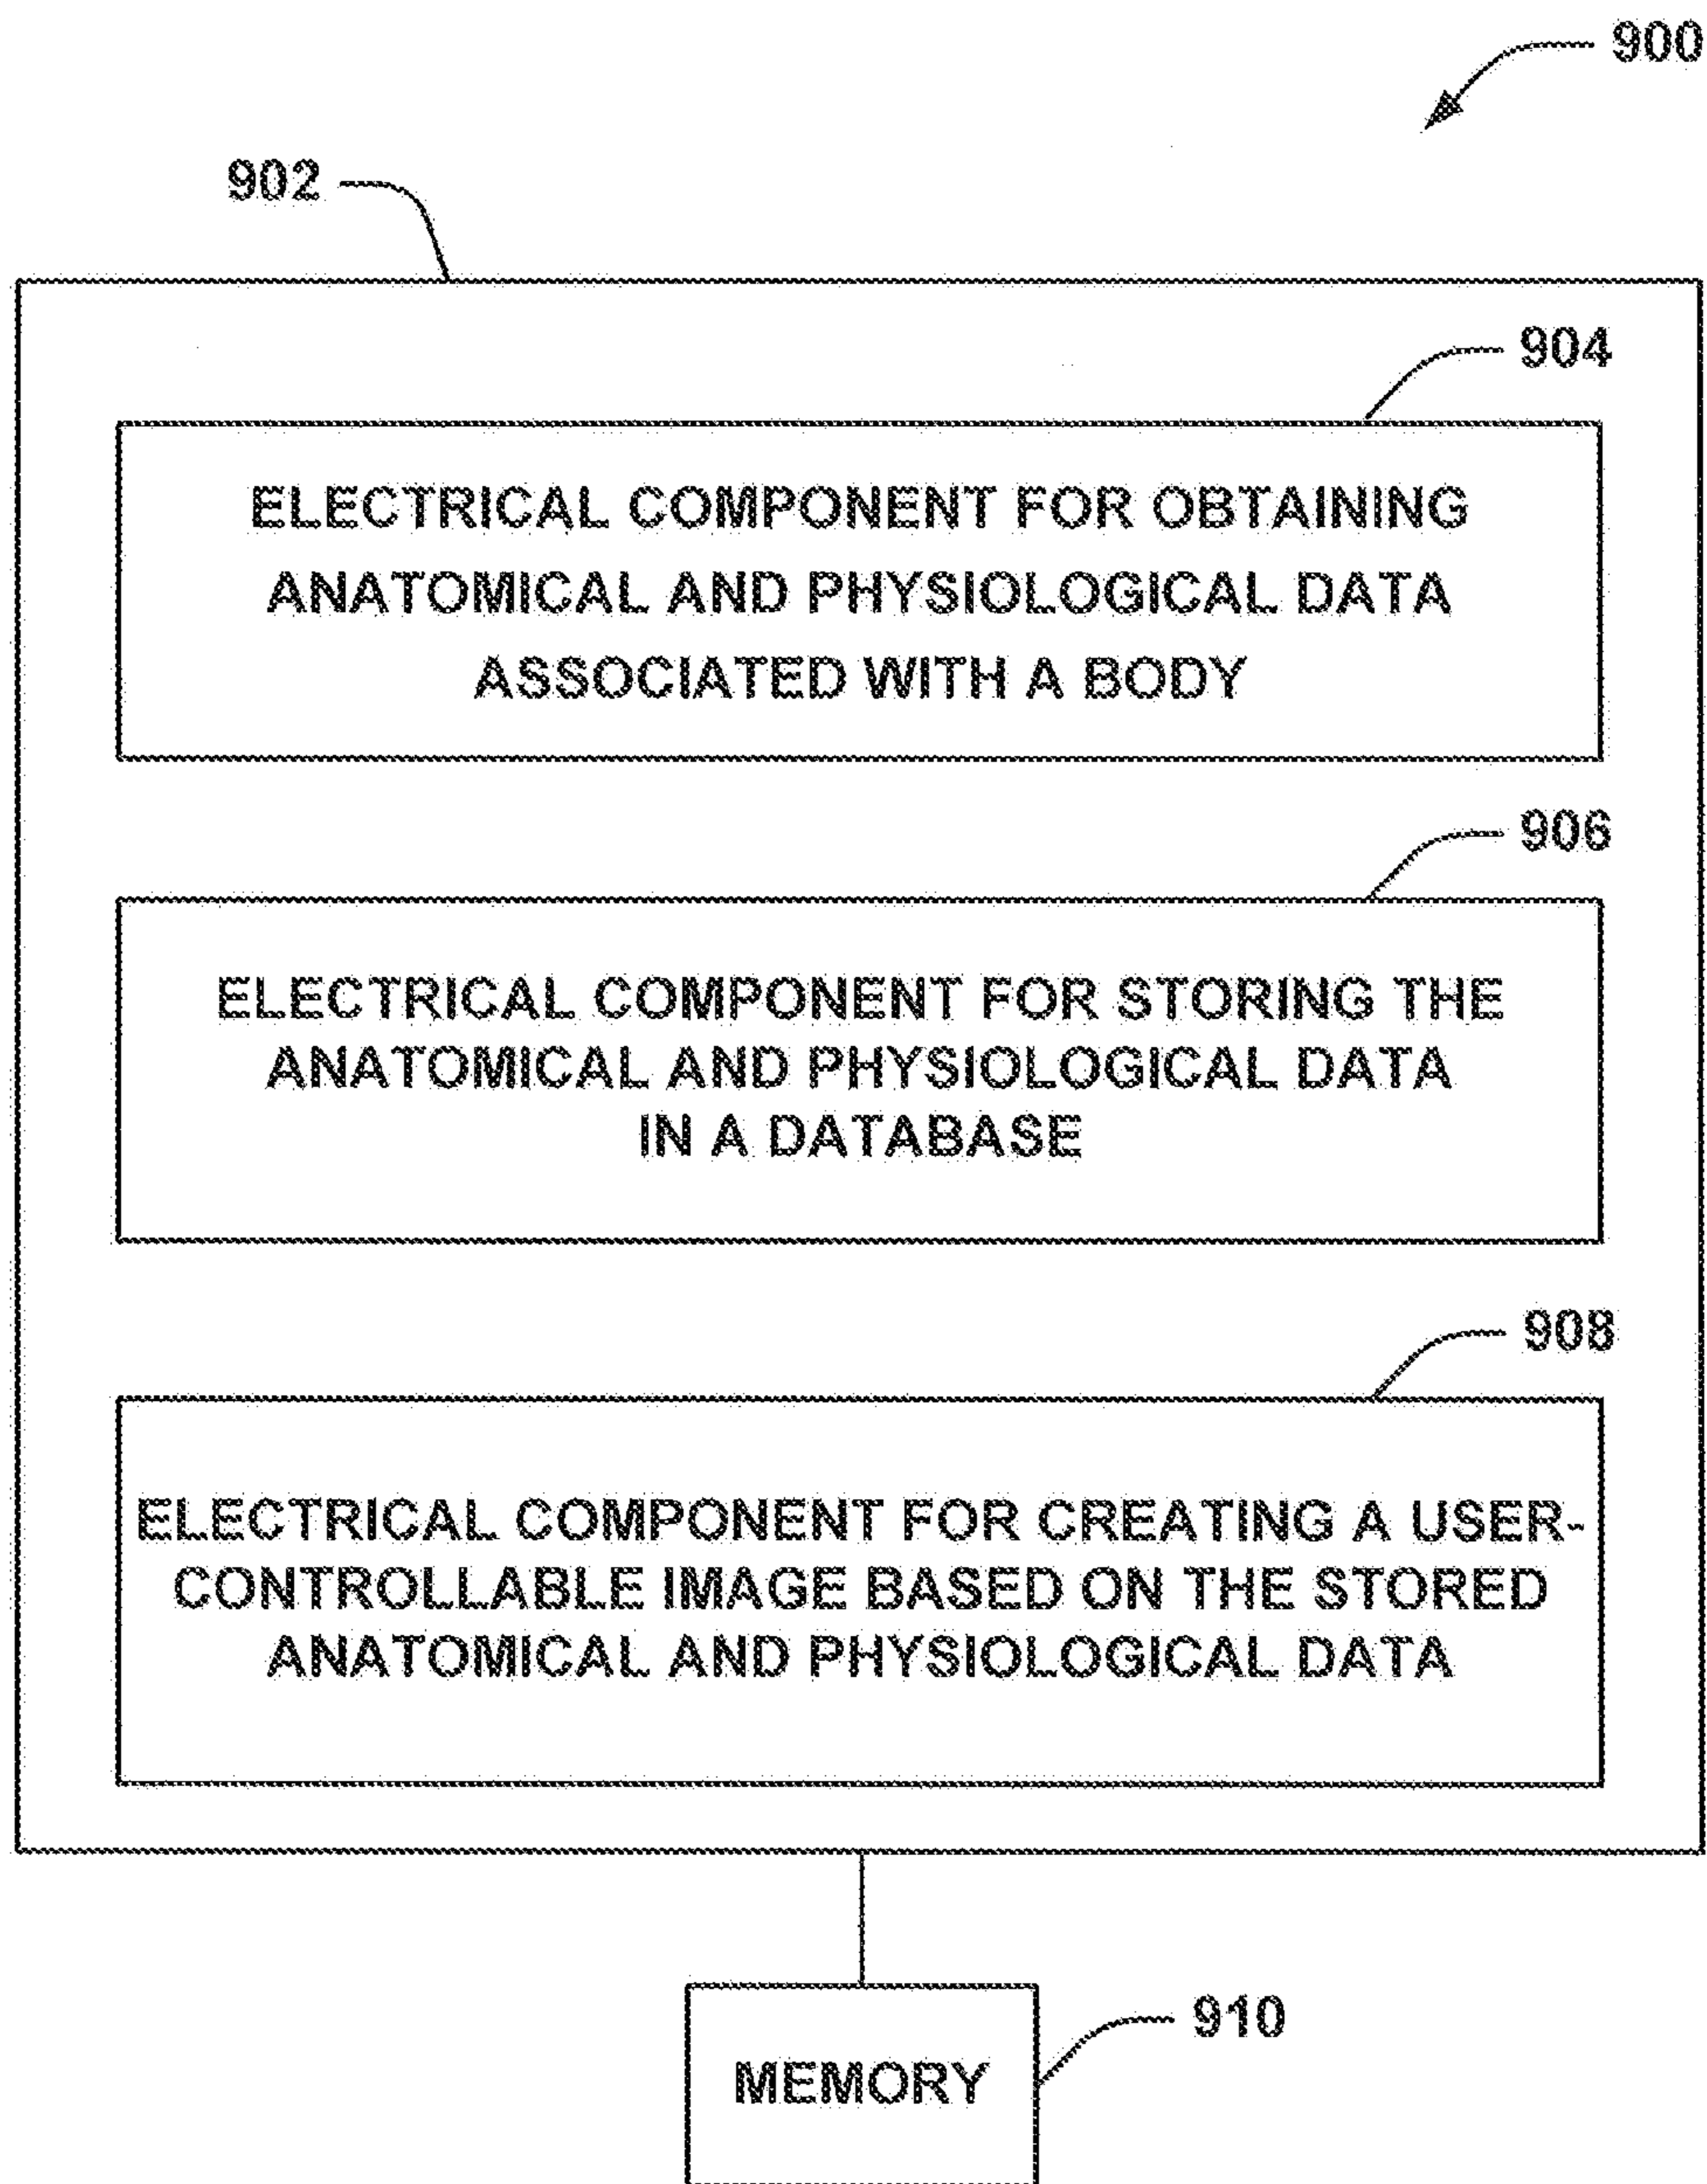 900
902
904
ELECTRICAL COMPONENT FOR OBTAINING
ANATOMICAL AND PHYSIOLOGICAL DATA
ASSOCIATED WITH A BODY
906
ELECTRICAL COMPONENT FOR STORING THE
ANATOMICAL AND PHYSIOLOGICAL DATA
IN A DATABASE
908
ELECTRICAL COMPONENT FOR CREATING A USER-
CONTROLLABLE IMAGE BASED ON THE STORED
ANATOMICAL AND PHYSIOLOGICAL DATA
910
MEMORY